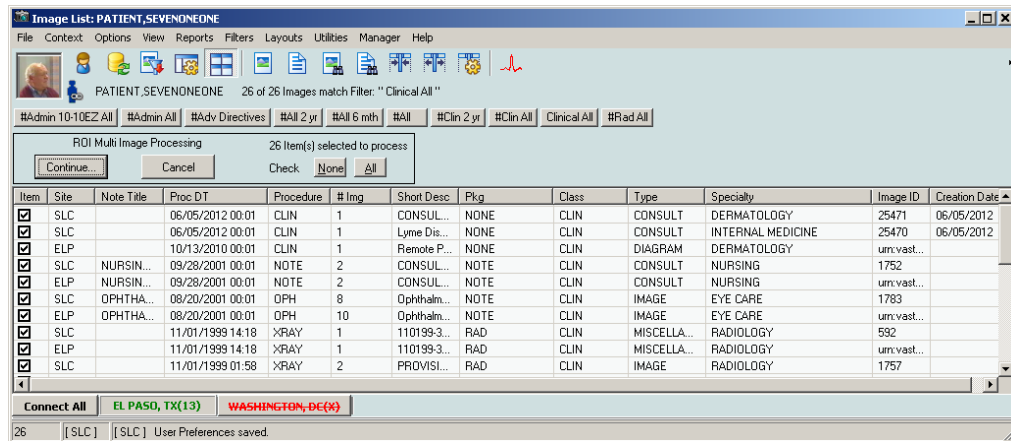 Image List: PATIENT,SEVENONEONE
File Context Options View Reports Filters Layouts Utilities Manager Help
PATIENT,SEVENONEONE 26 of 26 Images match Filter: " Clinical All "
#Admin 10-10EZ All #Admin All #Adv Directives #All 2 yr #All 6 mth #All #Clin 2 yr #Clin All Clinical All #Rad All
ROI Multi Image Processing 26 Item(s) selected to process
Continue... Cancel Check None All
Item Site Note Title Proc DT Procedure # Img Short Desc Pkg Class Type Specialty Image ID Creation Date
SLC 06/05/2012 00:01 CLIN 1 CONSUL... NONE CLIN CONSULT DERMATOLOGY 25471 06/05/2012
SLC 06/05/2012 00:01 CLIN 1 Lyme Dis... NONE CLIN CONSULT INTERNAL MEDICINE 25470 06/05/2012
ELP 10/13/2010 00:01 CLIN 1 Remote P... NONE CLIN DIAGRAM DERMATOLOGY urn:vast...
SLC NURSIN... 09/28/2001 00:01 NOTE 2 CONSUL... NOTE CLIN CONSULT NURSING 1752
ELP NURSIN... 09/28/2001 00:01 NOTE 2 CONSUL... NOTE CLIN CONSULT NURSING urn:vast...
SLC OPHTHA... 08/20/2001 00:01 OPH 8 Ophthalm... NOTE CLIN IMAGE EYE CARE 1783
ELP OPHTHA... 08/20/2001 00:01 OPH 10 Ophthalm... NOTE CLIN IMAGE EYE CARE urn:vast...
SLC 11/01/1999 14:18 XRAY 1 110199-3... RAD CLIN MISCELLA... RADIOLOGY 592
ELP 11/01/1999 14:18 XRAY 1 110199-3... RAD CLIN MISCELLA... RADIOLOGY urn:vast...
SLC 11/01/1999 01:58 XRAY 2 PROVISI... RAD CLIN IMAGE RADIOLOGY 1757
Connect All EL PASO, TX(13) WASHINGTON, DC(X)
26 [ SLC ] [ SLC ] User Preferences saved.